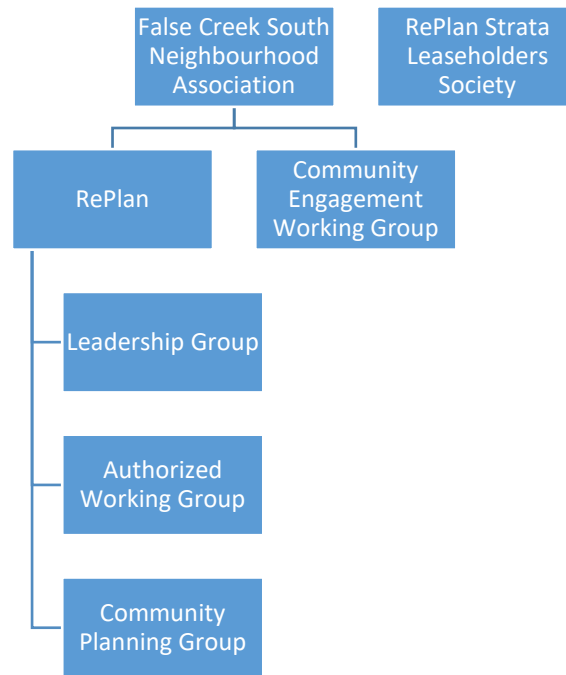 False Creek South
Neighbourhood
Association
RePlan Strata
Leaseholders
Society
RePlan
Community
Engagement
Working Group
Leadership Group
Authorized
Working Group
Community
Planning Group